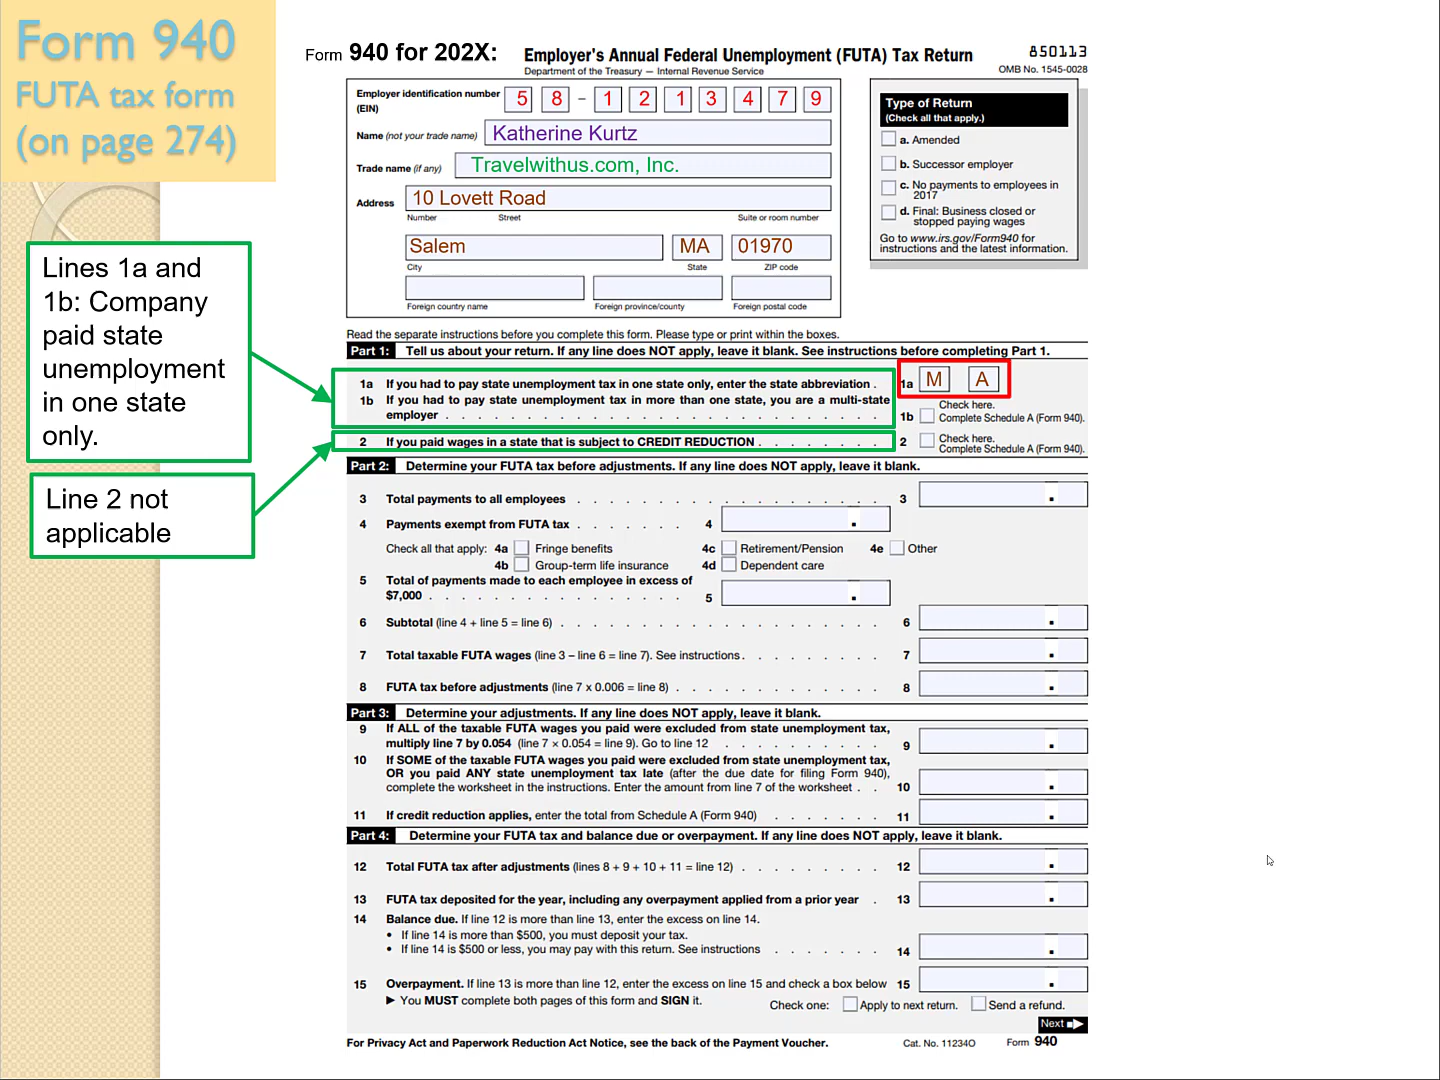 Form 940
FUTA tax form
(on page 274)
Lines 1a and
1b: Company
paid state
unemployment
in one state
only.
Line 2 not
applicable
Form 940 for 202X: Employer's Annual Federal Unemployment (FUTA) Tax Return
Department of the Treasury — Internal Revenue Service
850113
OMB No. 1545-0028
Employer identification number
(EIN)
5 8 – 1 2 1 3 4 7 9
Name (not your trade name) Katherine Kurtz
Trade name (if any) Travelwithus.com, Inc.
Address 10 Lovett Road
Number Street Suite or room number
Salem MA 01970
City State ZIP code
Foreign country name Foreign province/county Foreign postal code
Type of Return
(Check all that apply.)
a. Amended
b. Successor employer
c. No payments to employees in
2017
d. Final: Business closed or
stopped paying wages
Go to www.irs.gov/Form940 for
instructions and the latest information.
Read the separate instructions before you complete this form. Please type or print within the boxes.
Part 1: Tell us about your return. If any line does NOT apply, leave it blank. See instructions before completing Part 1.
1a If you had to pay state unemployment tax in one state only, enter the state abbreviation . 1a M A
1b If you had to pay state unemployment tax in more than one state, you are a multi-state
employer . . . . . . . . . . . . . . . . . . . . . . . . . 1b Check here.
Complete Schedule A (Form 940).
2 If you paid wages in a state that is subject to CREDIT REDUCTION . . . . . . . . 2 Check here.
Complete Schedule A (Form 940).
Part 2: Determine your FUTA tax before adjustments. If any line does NOT apply, leave it blank.
3 Total payments to all employees . . . . . . . . . . . . . . . . . 3 .
4 Payments exempt from FUTA tax . . . . . . . 4 .
Check all that apply: 4a Fringe benefits 4c Retirement/Pension 4e Other
4b Group-term life insurance 4d Dependent care
5 Total of payments made to each employee in excess of
$7,000 . . . . . . . . . . . . . . . . 5 .
6 Subtotal (line 4 + line 5 = line 6) . . . . . . . . . . . . . . . . . . 6 .
7 Total taxable FUTA wages (line 3 – line 6 = line 7). See instructions . . . . . . . . 7 .
8 FUTA tax before adjustments (line 7 x 0.006 = line 8) . . . . . . . . . . . 8 .
Part 3: Determine your adjustments. If any line does NOT apply, leave it blank.
9 If ALL of the taxable FUTA wages you paid were excluded from state unemployment tax,
multiply line 7 by 0.054 (line 7 × 0.054 = line 9). Go to line 12 . . . . . . . . . 9 .
10 If SOME of the taxable FUTA wages you paid were excluded from state unemployment tax,
OR you paid ANY state unemployment tax late (after the due date for filing Form 940),
complete the worksheet in the instructions. Enter the amount from line 7 of the worksheet . . 10 .
11 If credit reduction applies, enter the total from Schedule A (Form 940) . . . . . . . 11 .
Part 4: Determine your FUTA tax and balance due or overpayment. If any line does NOT apply, leave it blank.
12 Total FUTA tax after adjustments (lines 8 + 9 + 10 + 11 = line 12) . . . . . . . . 12 .
13 FUTA tax deposited for the year, including any overpayment applied from a prior year . 13 .
14 Balance due. If line 12 is more than line 13, enter the excess on line 14.
• If line 14 is more than $500, you must deposit your tax.
• If line 14 is $500 or less, you may pay with this return. See instructions . . . . . . . 14 .
15 Overpayment. If line 13 is more than line 12, enter the excess on line 15 and check a box below 15 .
► You MUST complete both pages of this form and SIGN it. Check one: Apply to next return. Send a refund.
Next
For Privacy Act and Paperwork Reduction Act Notice, see the back of the Payment Voucher. Cat. No. 11234O Form 940